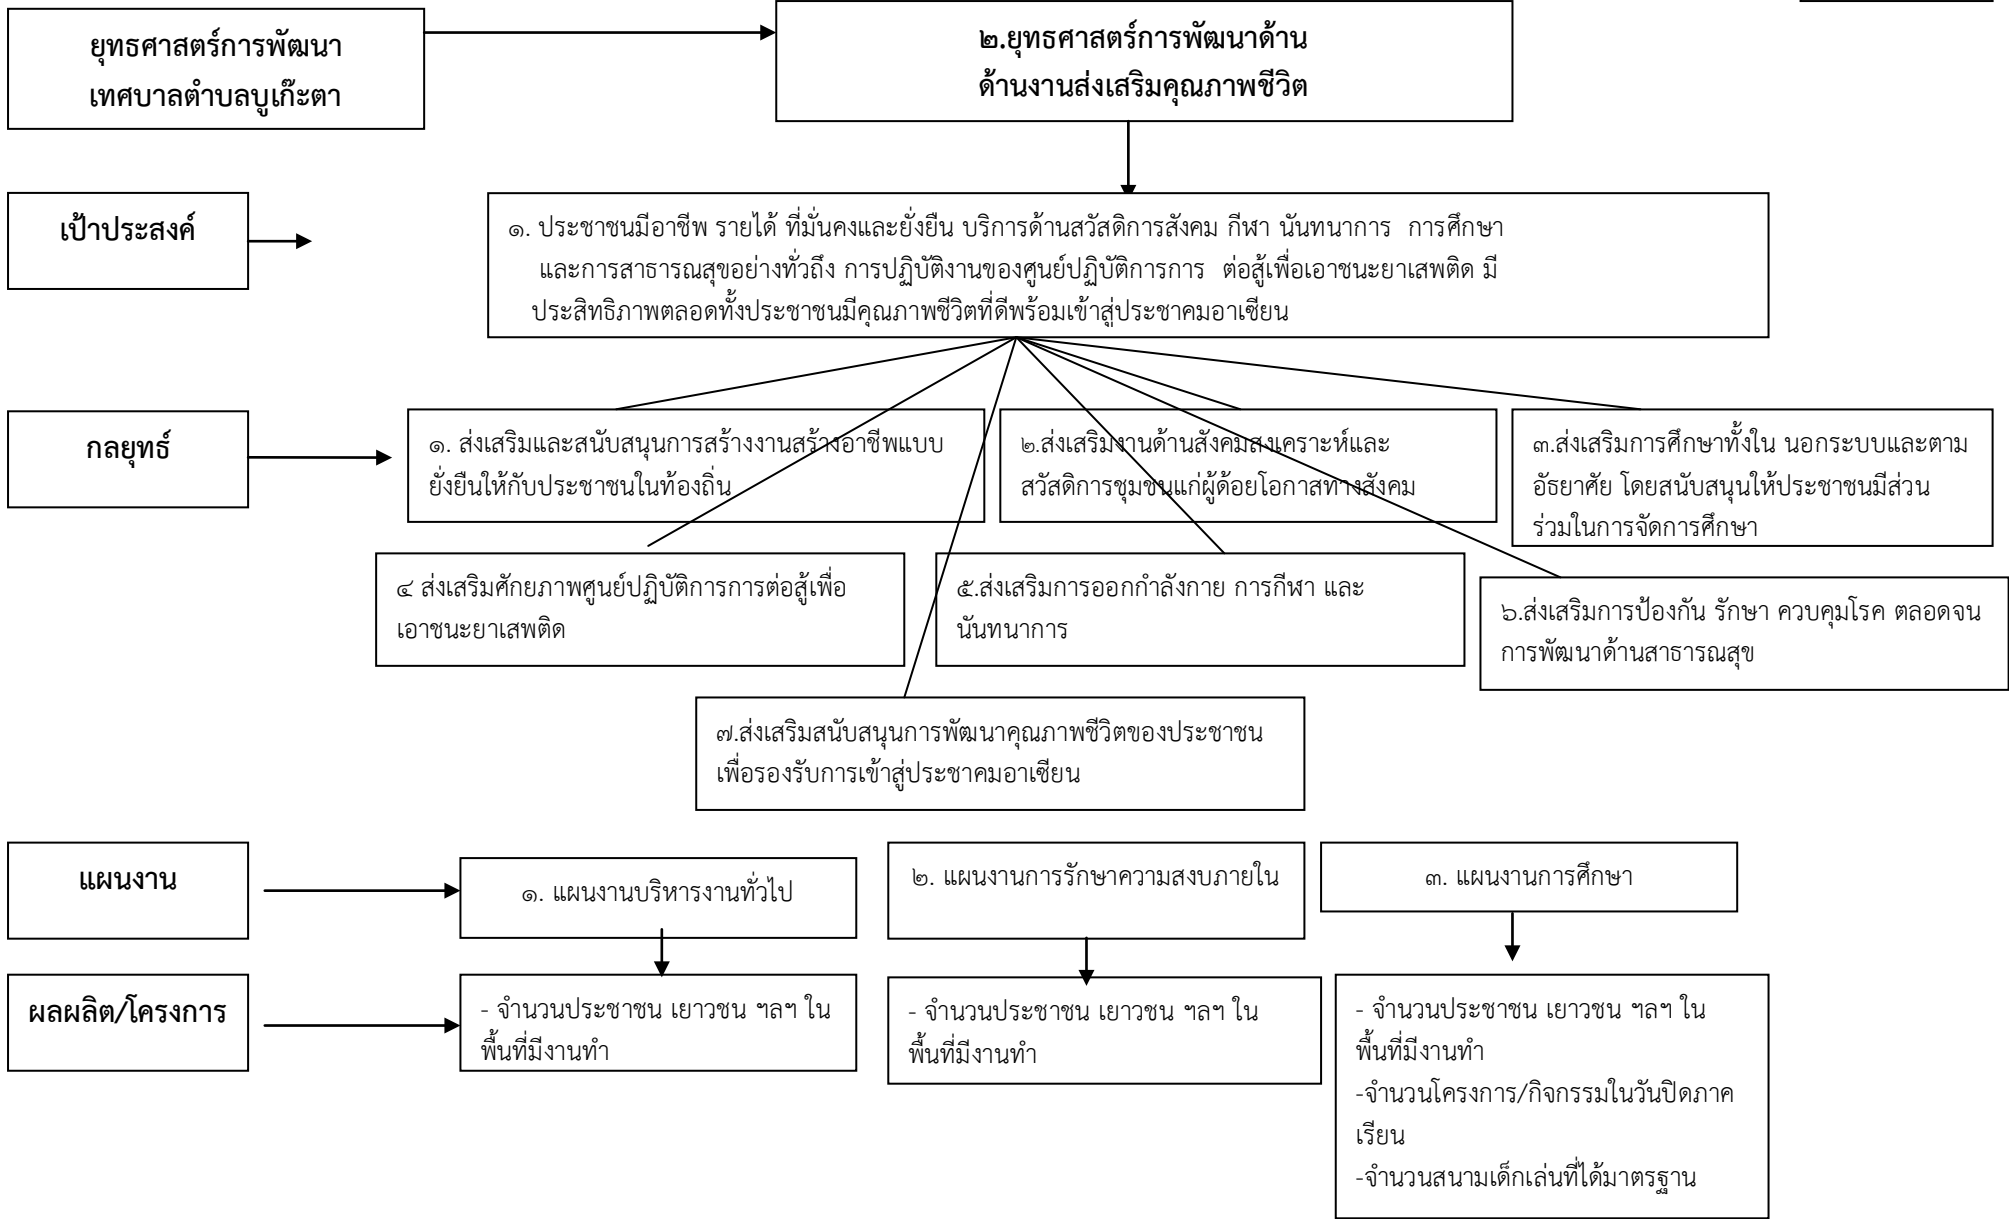 ยุทธศาสตร์การพัฒนา
เทศบาลตำบลบูเก๊ะตา
๒.ยุทธศาสตร์การพัฒนาด้าน
ด้านงานส่งเสริมคุณภาพชีวิต
เป้าประสงค์
๑. ประชาชนมีอาชีพ รายได้ ที่มั่นคงและยั่งยืน บริการด้านสวัสดิการสังคม กีฬา นันทนาการ การศึกษา
และการสาธารณสุขอย่างทั่วถึง การปฏิบัติงานของศูนย์ปฏิบัติการการ ต่อสู้เพื่อเอาชนะยาเสพติด มี
ประสิทธิภาพตลอดทั้งประชาชนมีคุณภาพชีวิตที่ดีพร้อมเข้าสู่ประชาคมอาเซียน
กลยุทธ์
๑. ส่งเสริมและสนับสนุนการสร้างงานสร้างอาชีพแบบ
ยั่งยืนให้กับประชาชนในท้องถิ่น
๒.ส่งเสริมงานด้านสังคมสงเคราะห์และ
สวัสดิการชุมชนแก่ผู้ด้อยโอกาสทางสังคม
๓.ส่งเสริมการศึกษาทั้งใน นอกระบบและตาม
อัธยาศัย โดยสนับสนุนให้ประชาชนมีส่วน
ร่วมในการจัดการศึกษา
๔ ส่งเสริมศักยภาพศูนย์ปฏิบัติการการต่อสู้เพื่อ
เอาชนะยาเสพติด
๕.ส่งเสริมการออกกำลังกาย การกีฬา และ
นันทนาการ
๖.ส่งเสริมการป้องกัน รักษา ควบคุมโรค ตลอดจน
การพัฒนาด้านสาธารณสุข
๗.ส่งเสริมสนับสนุนการพัฒนาคุณภาพชีวิตของประชาชน
เพื่อรองรับการเข้าสู่ประชาคมอาเซียน
แผนงาน
๑. แผนงานบริหารงานทั่วไป
๒. แผนงานการรักษาความสงบภายใน
๓. แผนงานการศึกษา
ผลผลิต/โครงการ
- จำนวนประชาชน เยาวชน ฯลฯ ใน
พื้นที่มีงานทำ
- จำนวนประชาชน เยาวชน ฯลฯ ใน
พื้นที่มีงานทำ
- จำนวนประชาชน เยาวชน ฯลฯ ใน
พื้นที่มีงานทำ
-จำนวนโครงการ/กิจกรรมในวันปิดภาค
เรียน
-จำนวนสนามเด็กเล่นที่ได้มาตรฐาน